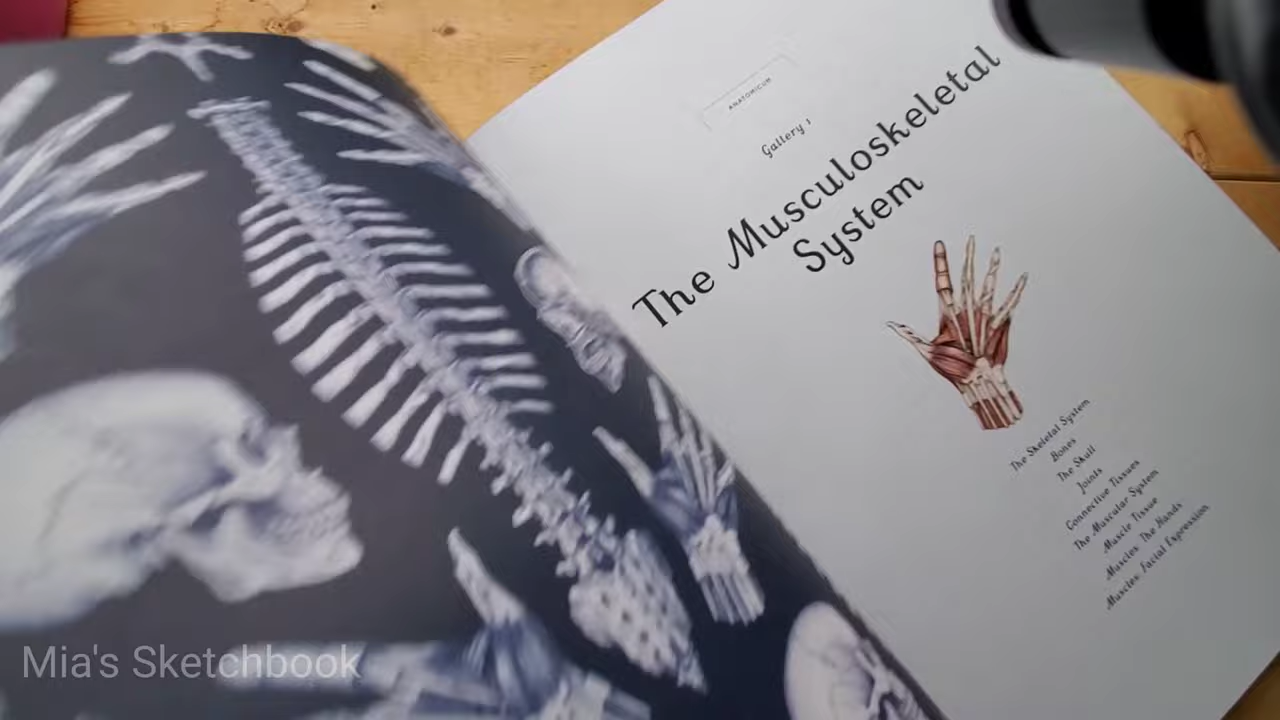 ANATOMICUM
Gallery 1
The Musculoskeletal
System
The Skeletal System
Bones
The Skull
Joints
Connective Tissues
The Muscular System
Muscle Tissue
Muscles: The Hands
Muscles: Facial Expression
Mia's Sketchbook